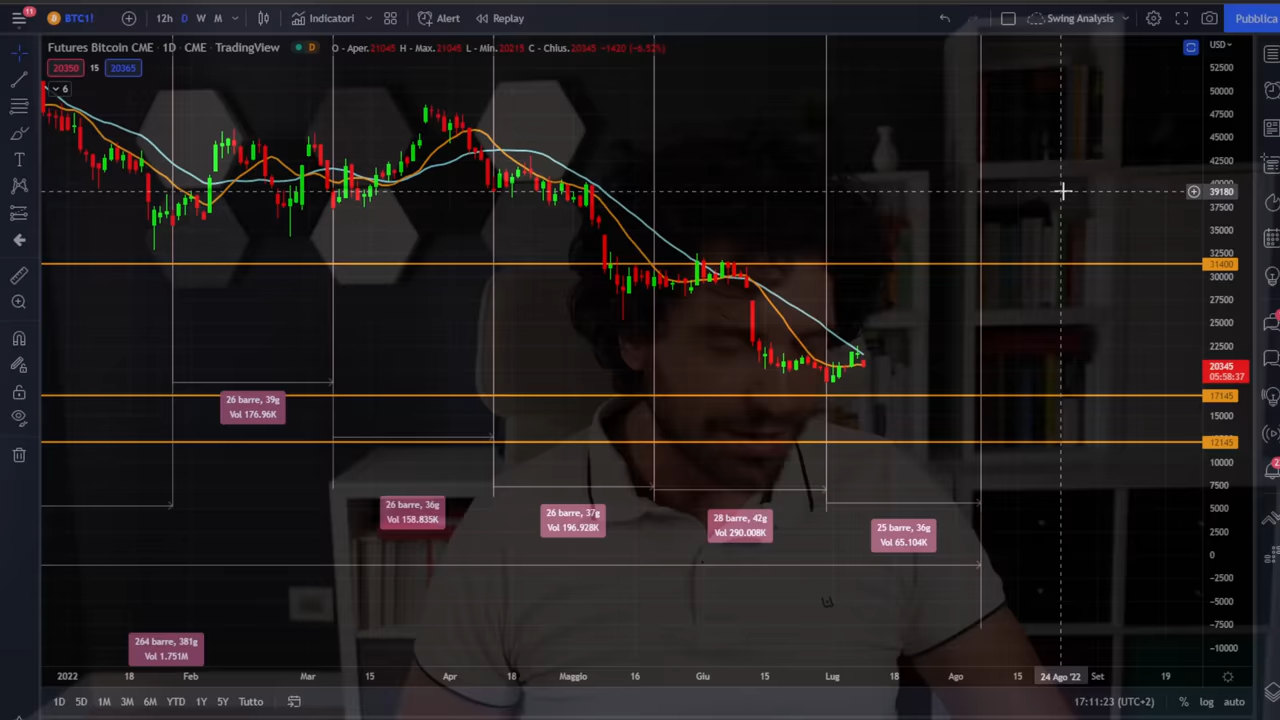 11
BTC1!
12h D W M
Indicatori
Alert
Replay
Swing Analysis
Pubblica
Futures Bitcoin CME · 1D · CME · TradingView
D
O - Aper.21045 H - Max.21045 L - Min.20215 C - Chius.20345 −1420 (−6.52%)
USD
20350 15 20365
6
52500
50000
47500
45000
42500
39180
37500
35000
32500
31400
30000
27500
25000
22500
20345
05:58:37
17145
15000
12145
10000
7500
5000
2500
0
−2500
−5000
−7500
−10000
26 barre, 39g
Vol 176.96K
26 barre, 36g
Vol 158.835K
26 barre, 37g
Vol 196.928K
28 barre, 42g
Vol 290.008K
25 barre, 36g
Vol 65.104K
264 barre, 381g
Vol 1.751M
2022 18 Feb Mar 15 Apr 18 Maggio 16 Giu 15 Lug 18 Ago 15 24 Ago '22 Set 19
1D 5D 1M 3M 6M YTD 1Y 5Y Tutto
17:11:23 (UTC+2) % log auto